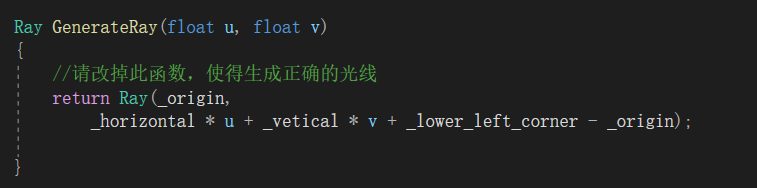 Ray GenerateRay(float u, float v)
{
//请改掉此函数，使得生成正确的光线
return Ray(_origin,
_horizontal * u + _vetical * v + _lower_left_corner - _origin);
}